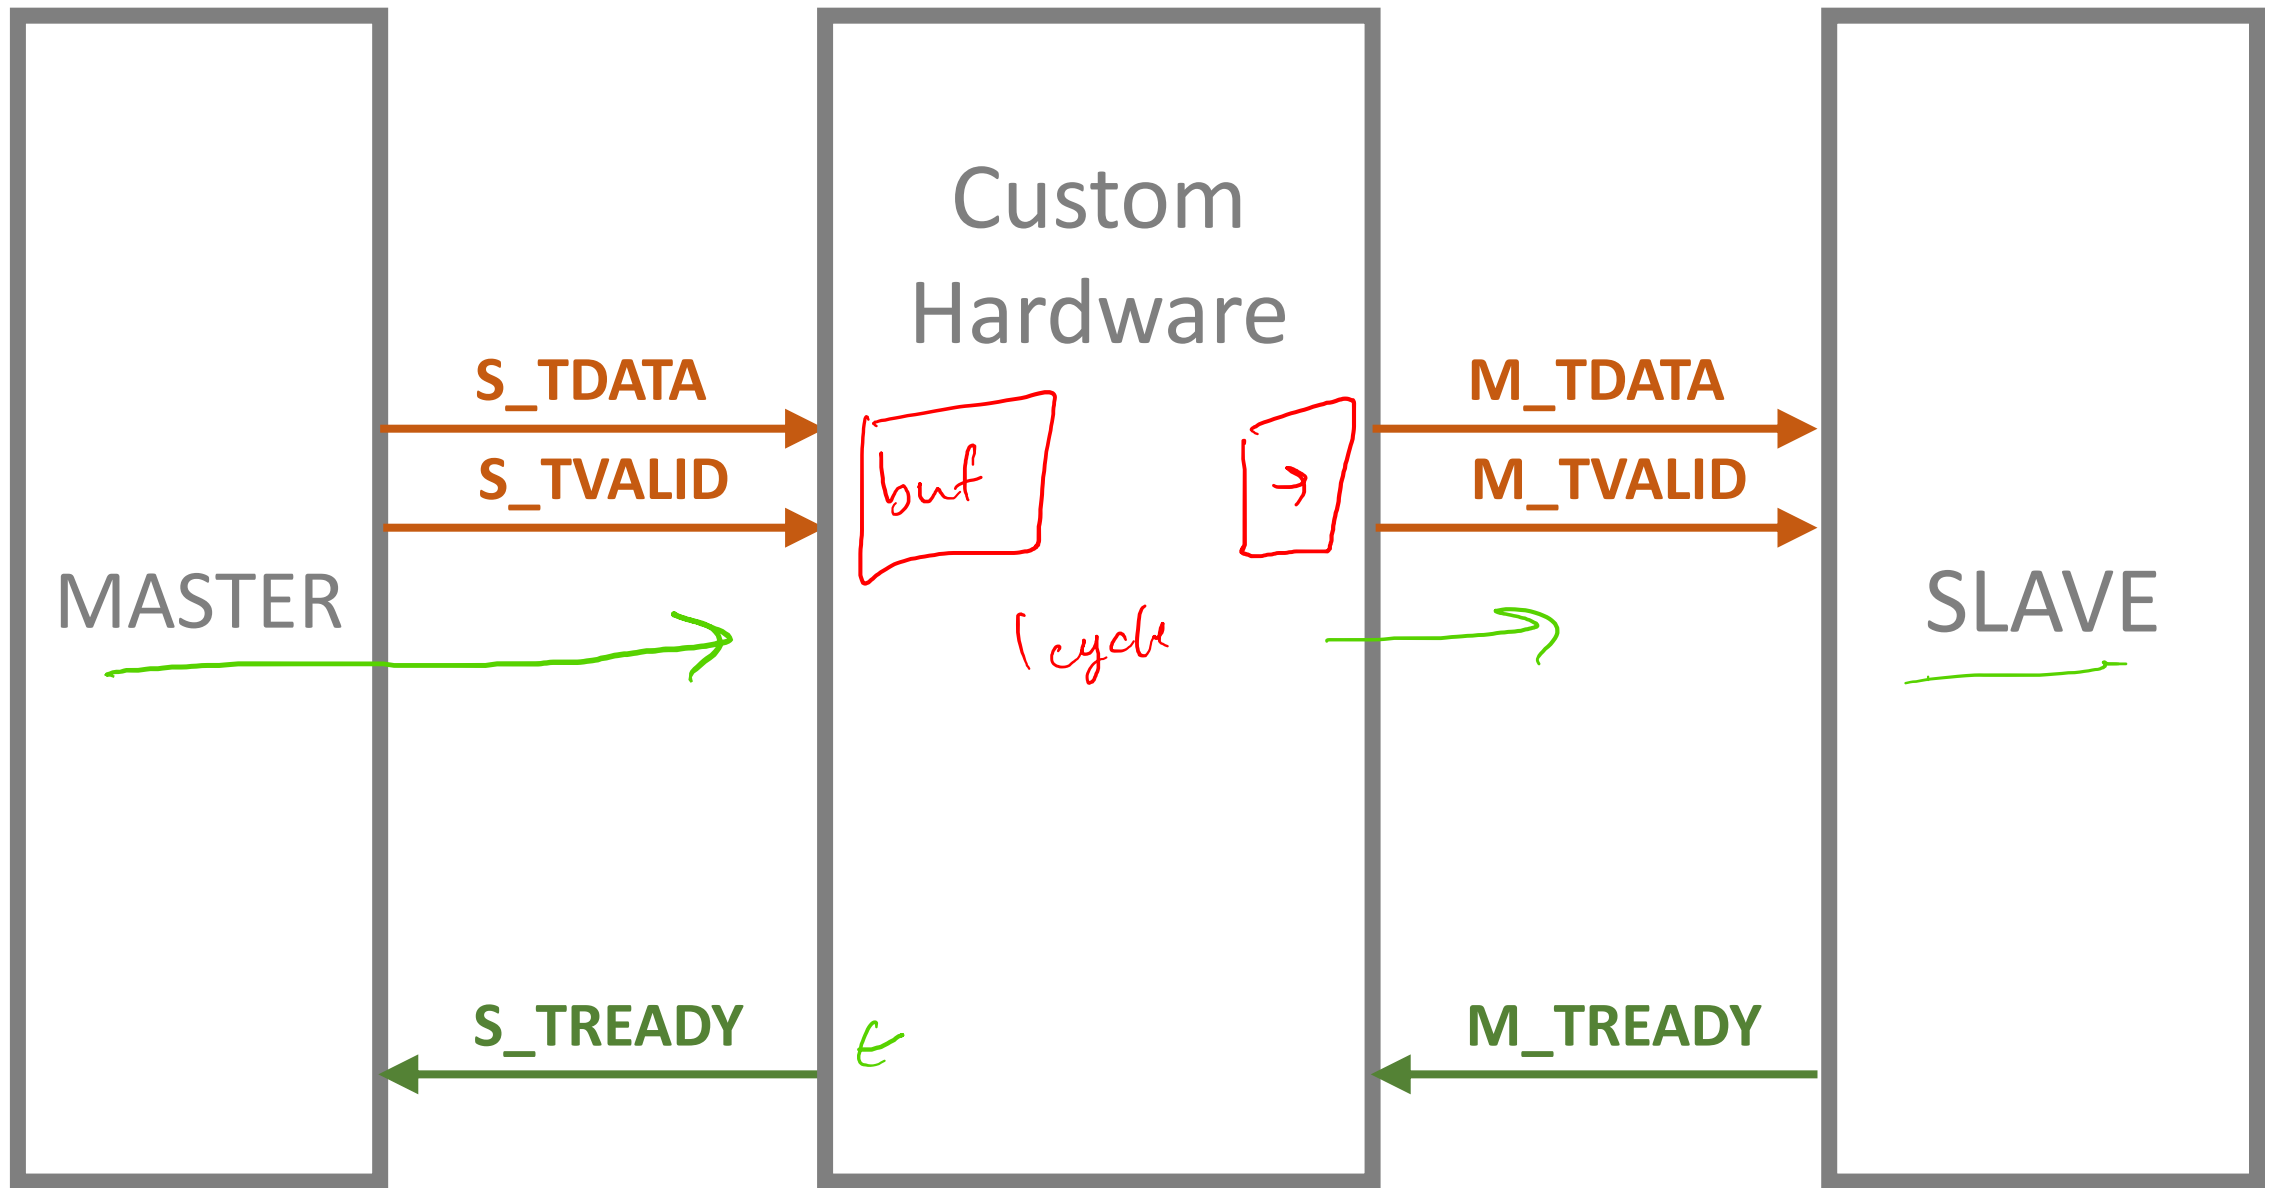 Custom
Hardware
S_TDATA
M_TDATA
S_TVALID
buf
M_TVALID
MASTER
SLAVE
1 cycle
S_TREADY
M_TREADY